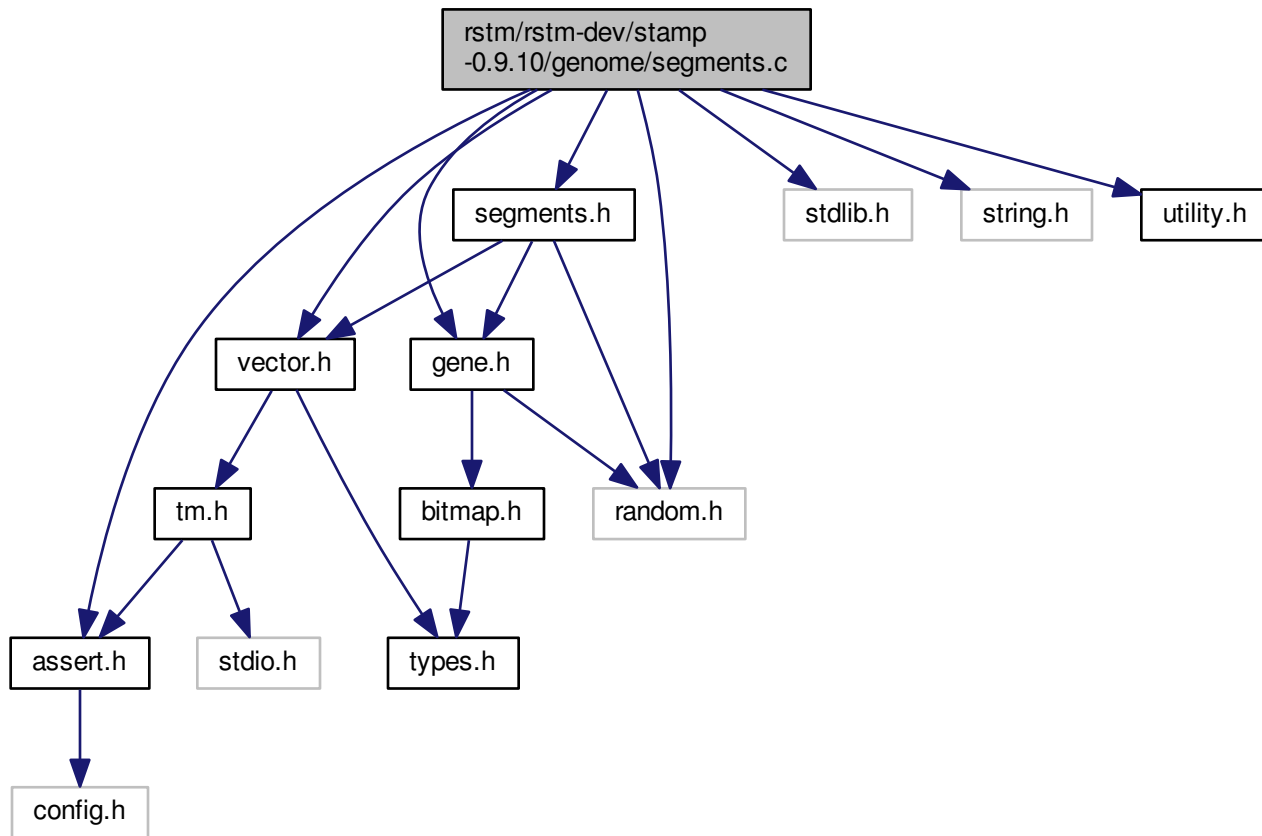 rstm/rstm-dev/stamp
-0.9.10/genome/segments.c
segments.h
stdlib.h
string.h
utility.h
vector.h
gene.h
tm.h
bitmap.h
random.h
assert.h
stdio.h
types.h
config.h